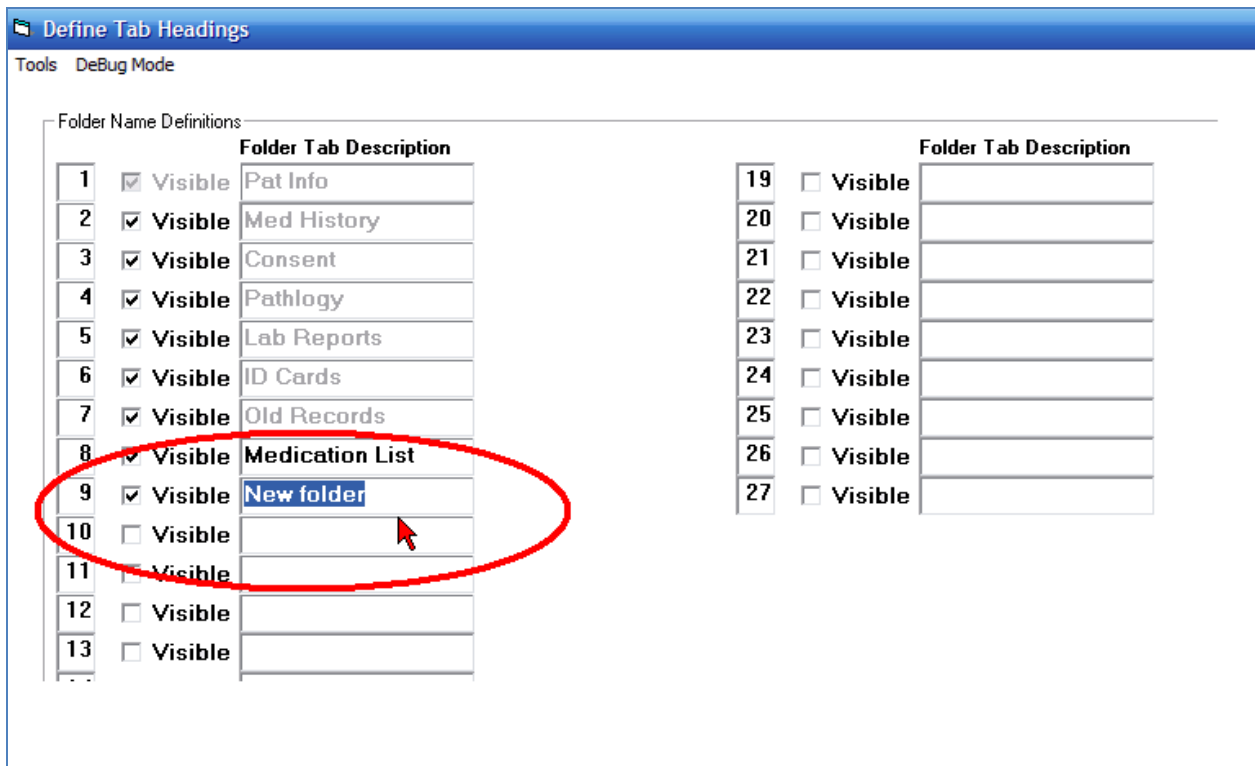 Define Tab Headings
Tools DeBug Mode
Folder Name Definitions
Folder Tab Description
1 Visible Pat Info
2 Visible Med History
3 Visible Consent
4 Visible Pathlogy
5 Visible Lab Reports
6 Visible ID Cards
7 Visible Old Records
8 Visible Medication List
9 Visible New folder
10 Visible
11 Visible
12 Visible
13 Visible
Folder Tab Description
19 Visible
20 Visible
21 Visible
22 Visible
23 Visible
24 Visible
25 Visible
26 Visible
27 Visible